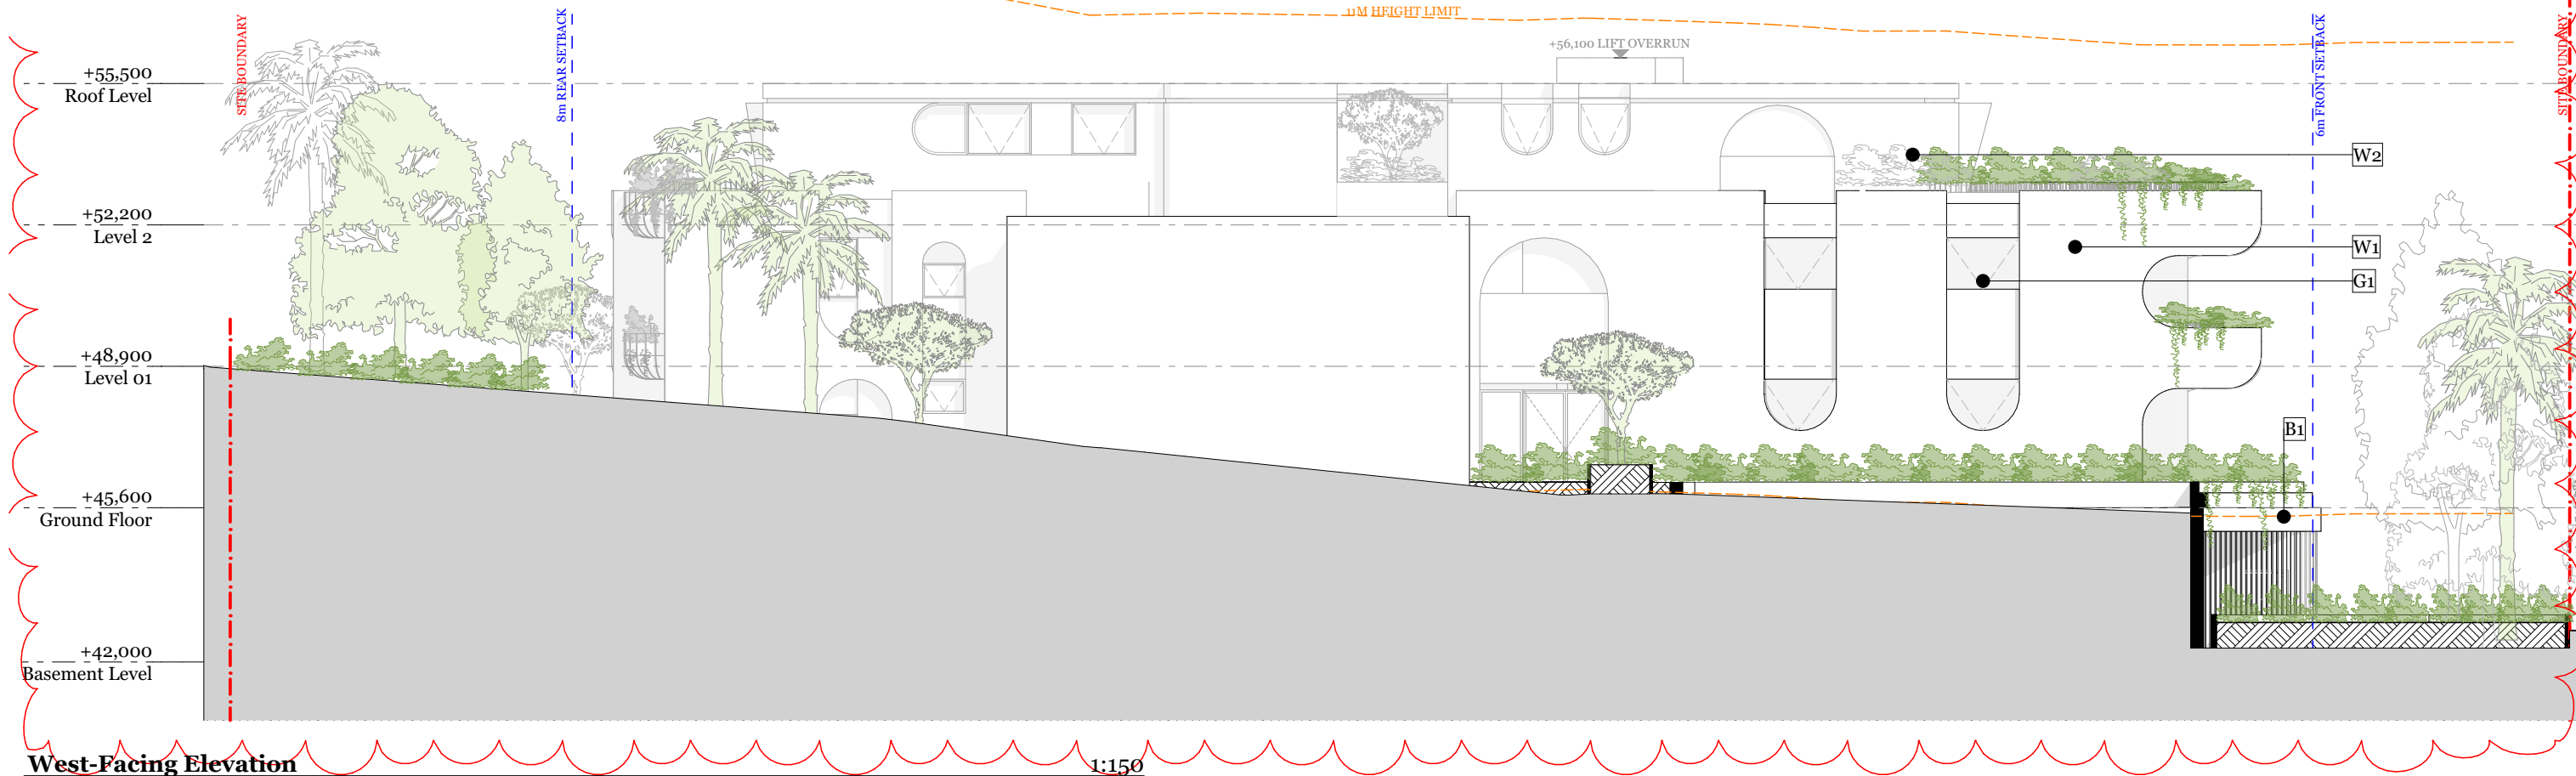 11M HEIGHT LIMIT
SITE BOUNDARY
8m REAR SETBACK
+56,100 LIFT OVERRUN
6m FRONT SETBACK
SITE BOUNDARY
+55,500
Roof Level
W2
+52,200
Level 2
W1
G1
+48,900
Level 01
B1
+45,600
Ground Floor
+42,000
Basement Level
West-Facing Elevation 1:150